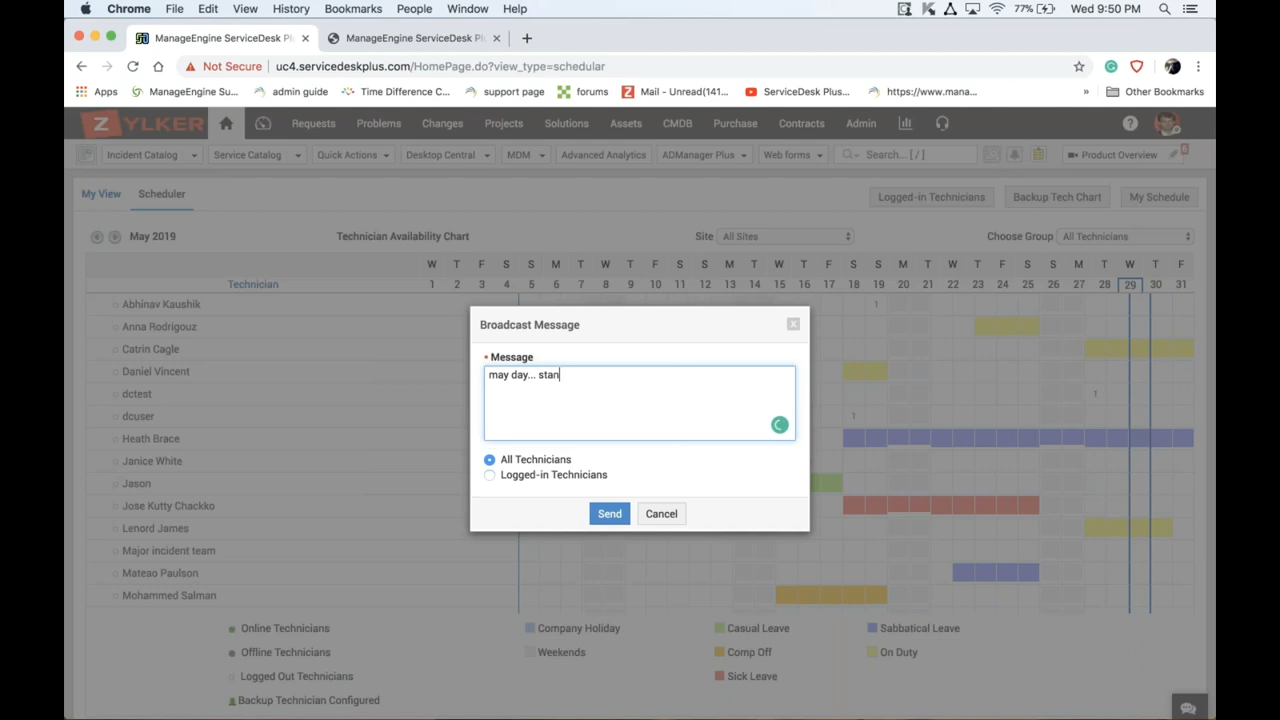 Chrome File Edit View History Bookmarks People Window Help 77% Wed 9:50 PM
ManageEngine ServiceDesk Pl ManageEngine ServiceDesk Plu
Not Secure uc4.servicedeskplus.com/HomePage.do?view_type=schedular
Apps ManageEngine Su... admin guide Time Difference C... support page forums Mail - Unread(141... ServiceDesk Plus... https://www.mana... » Other Bookmarks
ZYLKER Requests Problems Changes Projects Solutions Assets CMDB Purchase Contracts Admin
Incident Catalog Service Catalog Quick Actions Desktop Central MDM Advanced Analytics ADManager Plus Web forms Search... [ / ] Product Overview
My View Scheduler Logged-in Technicians Backup Tech Chart My Schedule
May 2019 Technician Availability Chart Site All Sites Choose Group All Technicians
W T F S S M T W T F S S M T W T F S S M T W T F S S M T W T F
Technician 1 2 3 4 5 6 7 8 9 10 11 12 13 14 15 16 17 18 19 20 21 22 23 24 25 26 27 28 29 30 31
Abhinav Kaushik 1
Anna Rodrigouz
Catrin Cagle
Daniel Vincent
dctest 1
dcuser 1
Heath Brace
Janice White
Jason
Jose Kutty Chackko
Lenord James
Major incident team
Mateao Paulson
Mohammed Salman
Broadcast Message
• Message
may day... stan
All Technicians
Logged-in Technicians
Send Cancel
Online Technicians Company Holiday Casual Leave Sabbatical Leave
Offline Technicians Weekends Comp Off On Duty
Logged Out Technicians Sick Leave
Backup Technician Configured